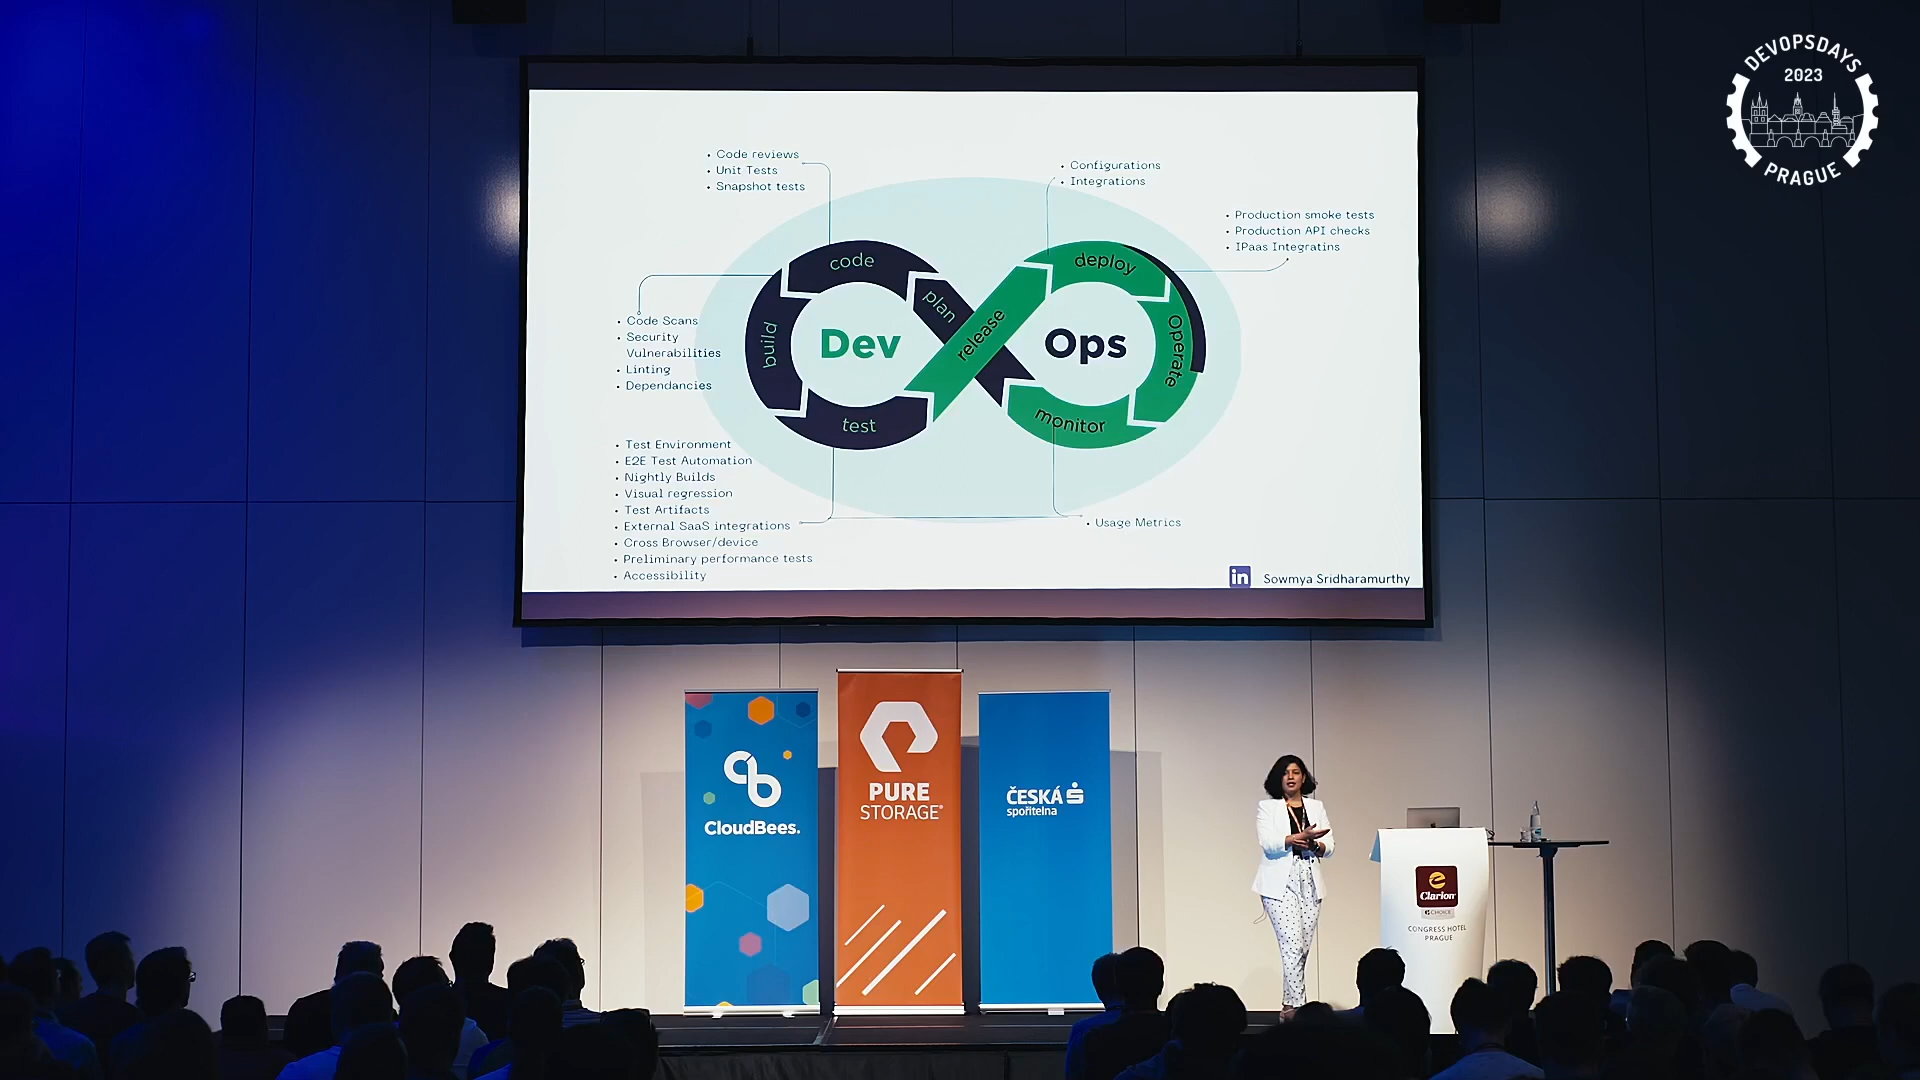 DEVOPSDAYS
2023
PRAGUE
• Code reviews
• Unit Tests
• Snapshot tests
• Configurations
• Integrations
• Production smoke tests
• Production API checks
• IPaas Integratins
code
plan
build
test
release
deploy
Operate
monitor
Dev
Ops
• Code Scans
• Security
Vulnerabilities
• Linting
• Dependancies
• Test Environment
• E2E Test Automation
• Nightly Builds
• Visual regression
• Test Artifacts
• External SaaS integrations
• Cross Browser/device
• Preliminary performance tests
• Accessibility
• Usage Metrics
in Sowmya Sridharamurthy
CloudBees.
PURE
STORAGE®
ČESKÁ
spořitelna
Clarion
CHOICE
CONGRESS HOTEL
PRAGUE